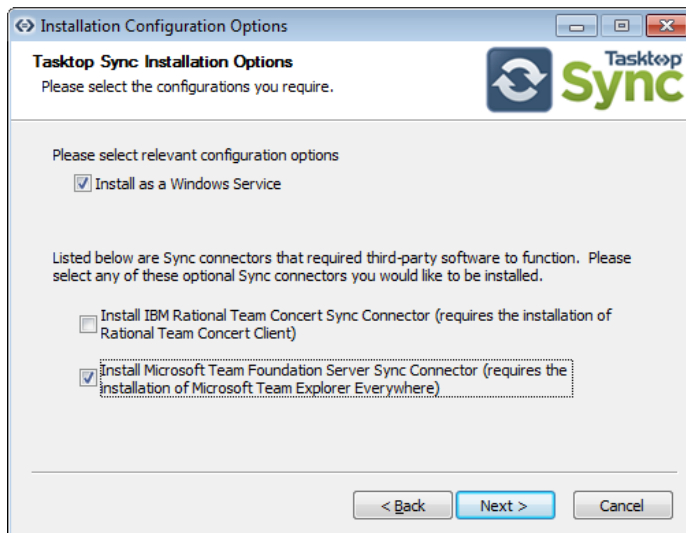 Installation Configuration Options
Tasktop Sync Installation Options
Please select the configurations you require.
Tasktop
Sync
Please select relevant configuration options
Install as a Windows Service
Listed below are Sync connectors that required third-party software to function. Please
select any of these optional Sync connectors you would like to be installed.
Install IBM Rational Team Concert Sync Connector (requires the installation of
Rational Team Concert Client)
Install Microsoft Team Foundation Server Sync Connector (requires the
installation of Microsoft Team Explorer Everywhere)
< Back
Next >
Cancel